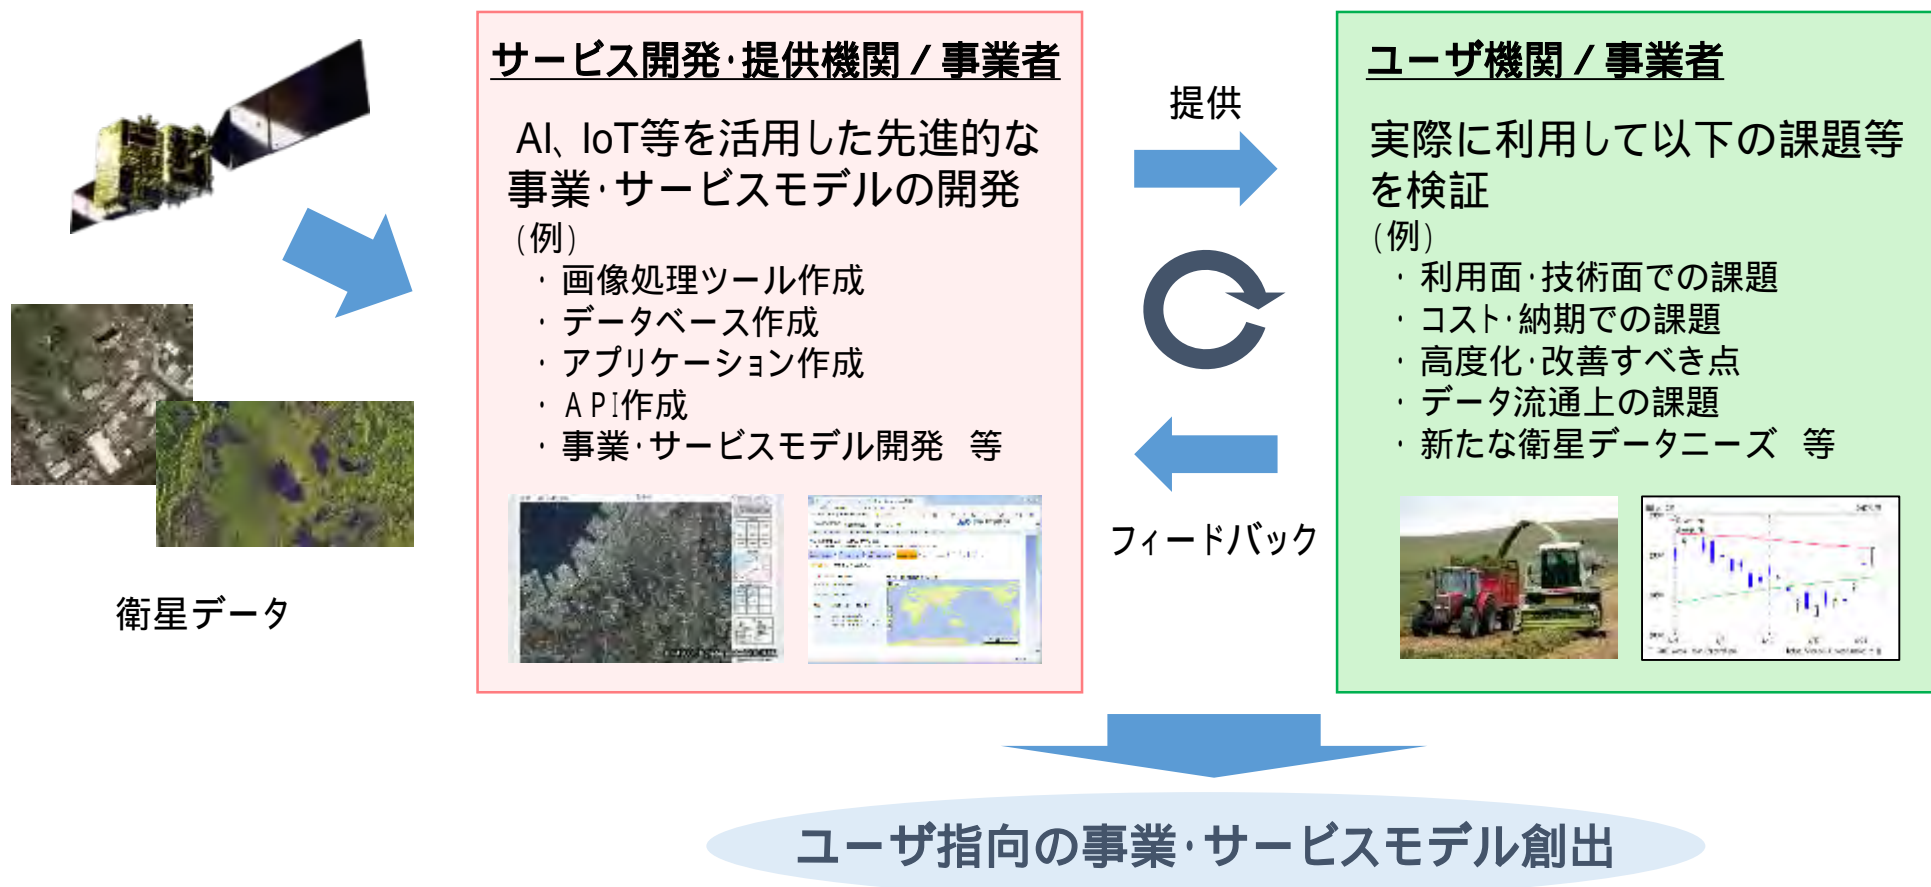 サービス開発・提供機関／事業者
AI、IoT等を活用した先進的な
事業・サービスモデルの開発
(例)
・画像処理ツール作成
・データベース作成
・アプリケーション作成
・API作成
・事業・サービスモデル開発　等
提供
フィードバック
ユーザ機関／事業者
実際に利用して以下の課題等
を検証
(例)
・利用面・技術面での課題
・コスト・納期での課題
・高度化・改善すべき点
・データ流通上の課題
・新たな衛星データニーズ　等
衛星データ
ユーザ指向の事業・サービスモデル創出